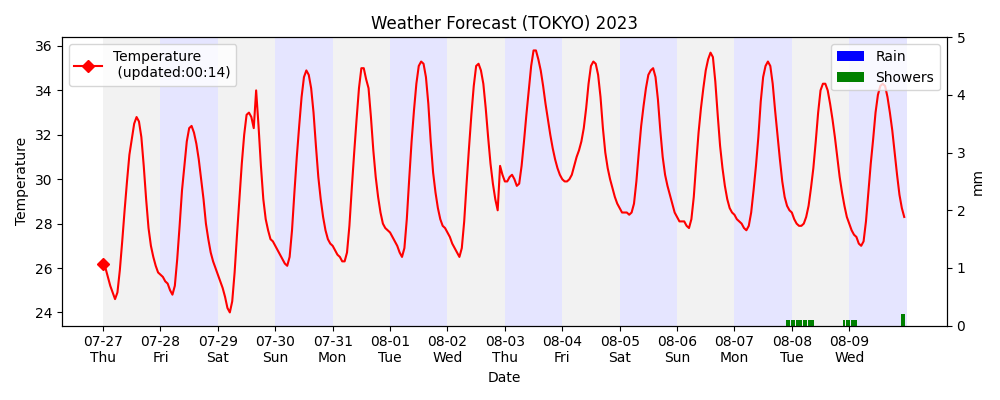 Weather Forecast (TOKYO) 2023
Temperature
(updated:00:14)
Rain
Showers
Temperature
36
34
32
30
28
26
24
5
4
3
2
1
0
mm
07-27 07-28 07-29 07-30 07-31 08-01 08-02 08-03 08-04 08-05 08-06 08-07 08-08 08-09
Thu Fri Sat Sun Mon Tue Wed Thu Fri Sat Sun Mon Tue Wed
Date